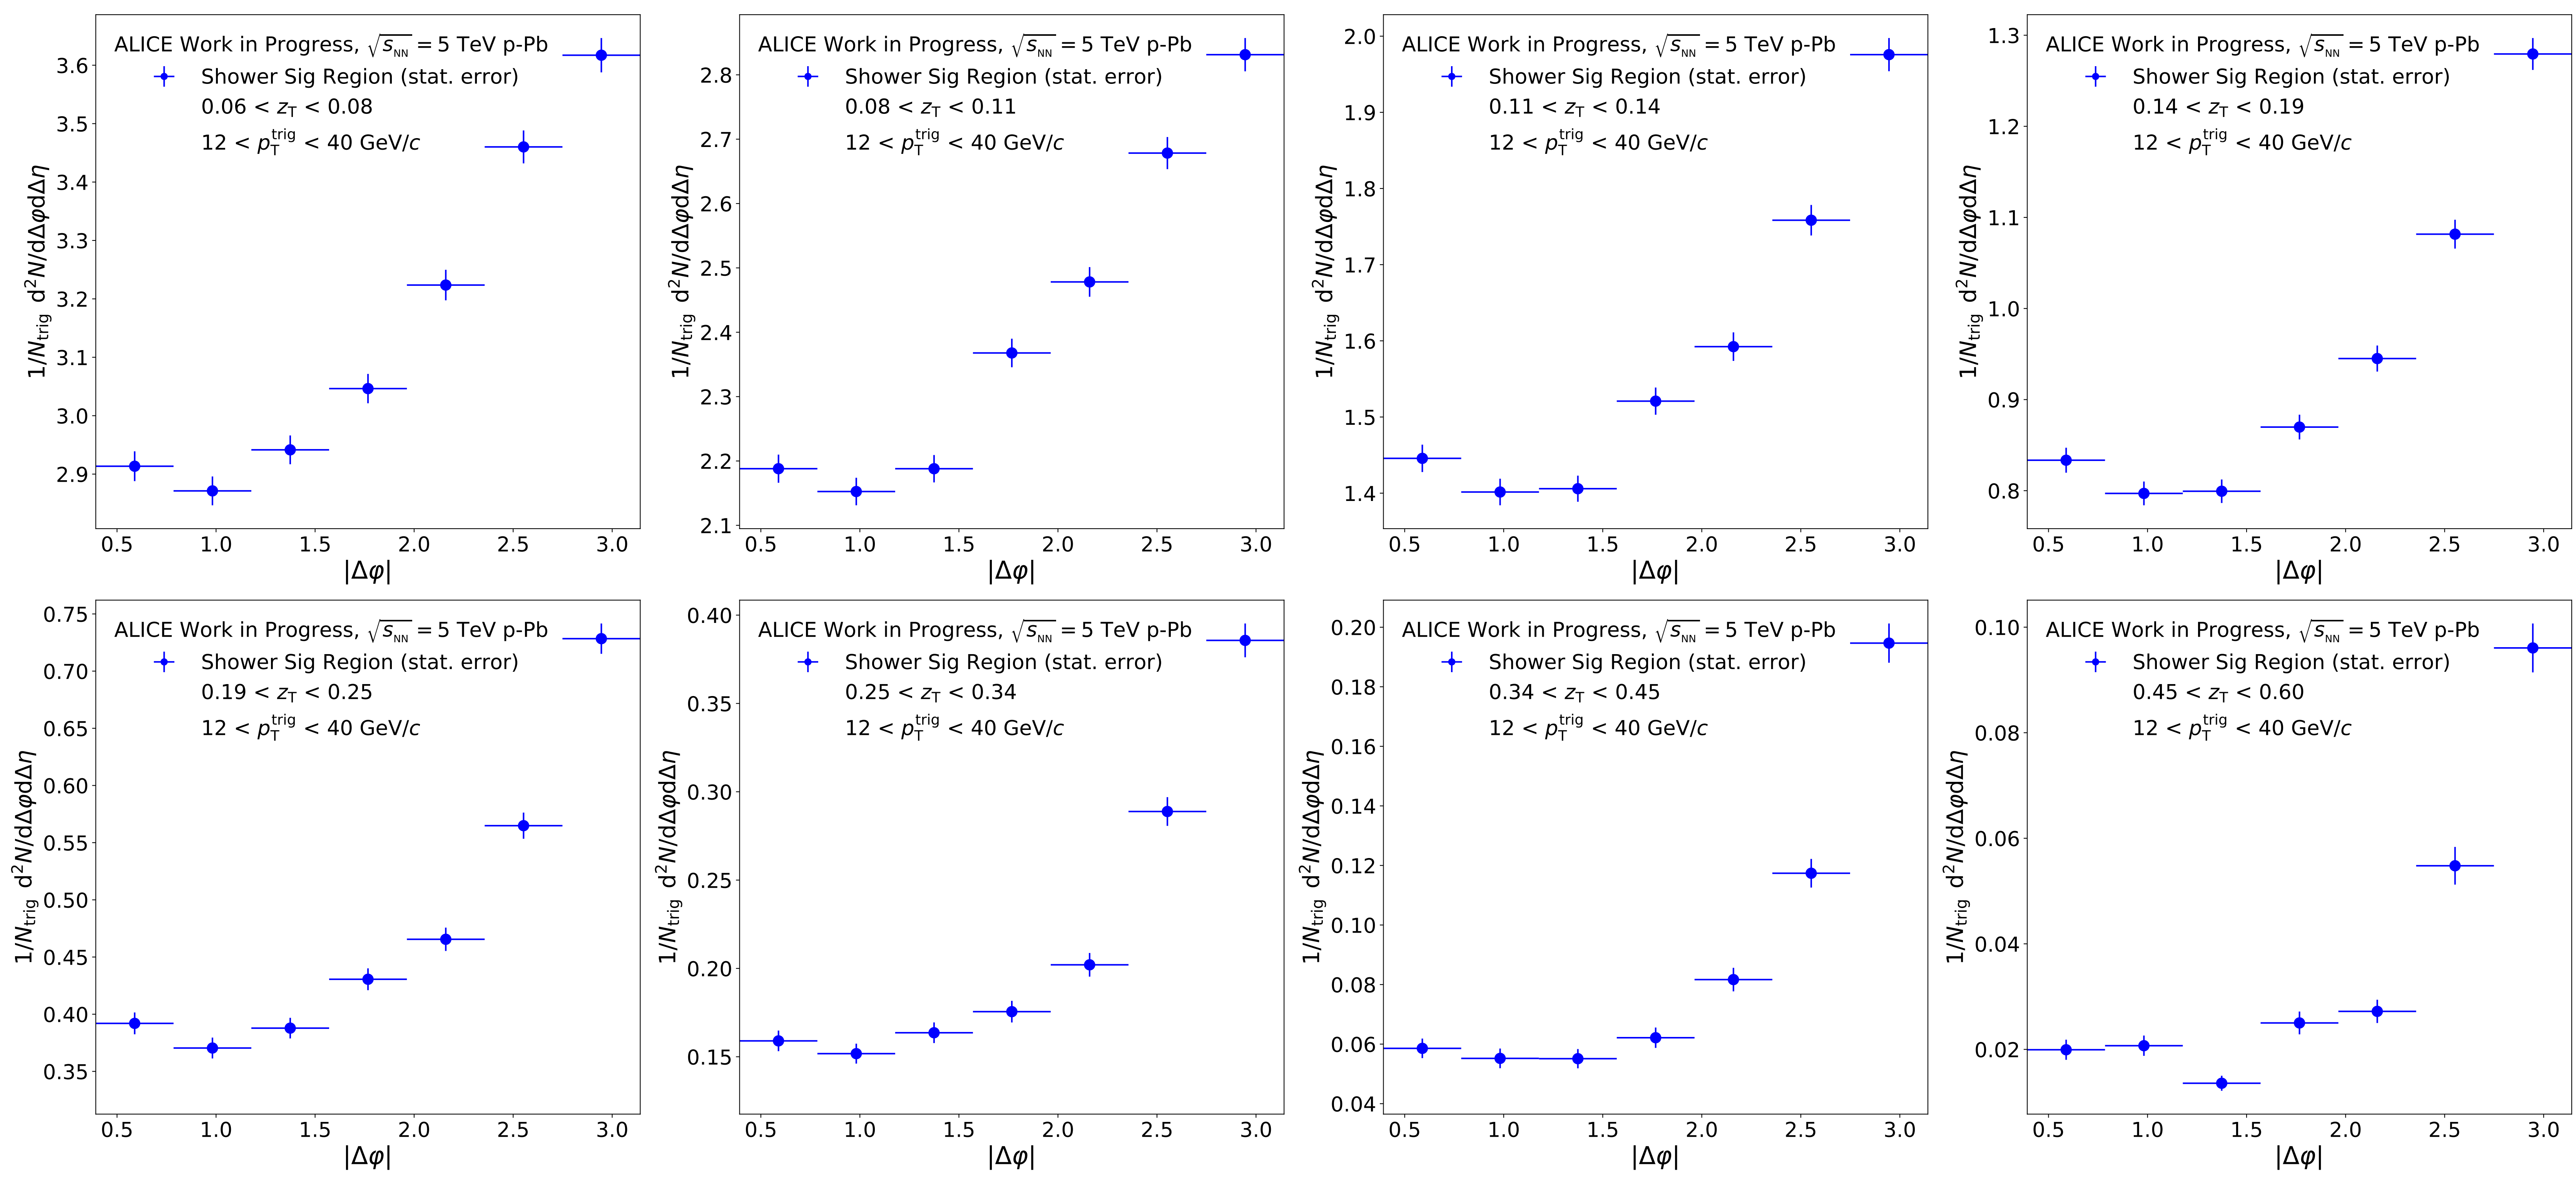 ALICE Work in Progress, √s_NN = 5 TeV p-Pb
Shower Sig Region (stat. error)
0.06 < z_T < 0.08
12 < p_T^trig < 40 GeV/c
1/N_trig d²N/dΔφdΔη
3.6
3.5
3.4
3.3
3.2
3.1
3.0
2.9
0.5 1.0 1.5 2.0 2.5 3.0
|Δφ|
ALICE Work in Progress, √s_NN = 5 TeV p-Pb
Shower Sig Region (stat. error)
0.08 < z_T < 0.11
12 < p_T^trig < 40 GeV/c
1/N_trig d²N/dΔφdΔη
2.8
2.7
2.6
2.5
2.4
2.3
2.2
2.1
0.5 1.0 1.5 2.0 2.5 3.0
|Δφ|
ALICE Work in Progress, √s_NN = 5 TeV p-Pb
Shower Sig Region (stat. error)
0.11 < z_T < 0.14
12 < p_T^trig < 40 GeV/c
1/N_trig d²N/dΔφdΔη
2.0
1.9
1.8
1.7
1.6
1.5
1.4
0.5 1.0 1.5 2.0 2.5 3.0
|Δφ|
ALICE Work in Progress, √s_NN = 5 TeV p-Pb
Shower Sig Region (stat. error)
0.14 < z_T < 0.19
12 < p_T^trig < 40 GeV/c
1/N_trig d²N/dΔφdΔη
1.3
1.2
1.1
1.0
0.9
0.8
0.5 1.0 1.5 2.0 2.5 3.0
|Δφ|
ALICE Work in Progress, √s_NN = 5 TeV p-Pb
Shower Sig Region (stat. error)
0.19 < z_T < 0.25
12 < p_T^trig < 40 GeV/c
1/N_trig d²N/dΔφdΔη
0.75
0.70
0.65
0.60
0.55
0.50
0.45
0.40
0.35
0.5 1.0 1.5 2.0 2.5 3.0
|Δφ|
ALICE Work in Progress, √s_NN = 5 TeV p-Pb
Shower Sig Region (stat. error)
0.25 < z_T < 0.34
12 < p_T^trig < 40 GeV/c
1/N_trig d²N/dΔφdΔη
0.40
0.35
0.30
0.25
0.20
0.15
0.5 1.0 1.5 2.0 2.5 3.0
|Δφ|
ALICE Work in Progress, √s_NN = 5 TeV p-Pb
Shower Sig Region (stat. error)
0.34 < z_T < 0.45
12 < p_T^trig < 40 GeV/c
1/N_trig d²N/dΔφdΔη
0.20
0.18
0.16
0.14
0.12
0.10
0.08
0.06
0.04
0.5 1.0 1.5 2.0 2.5 3.0
|Δφ|
ALICE Work in Progress, √s_NN = 5 TeV p-Pb
Shower Sig Region (stat. error)
0.45 < z_T < 0.60
12 < p_T^trig < 40 GeV/c
1/N_trig d²N/dΔφdΔη
0.10
0.08
0.06
0.04
0.02
0.5 1.0 1.5 2.0 2.5 3.0
|Δφ|